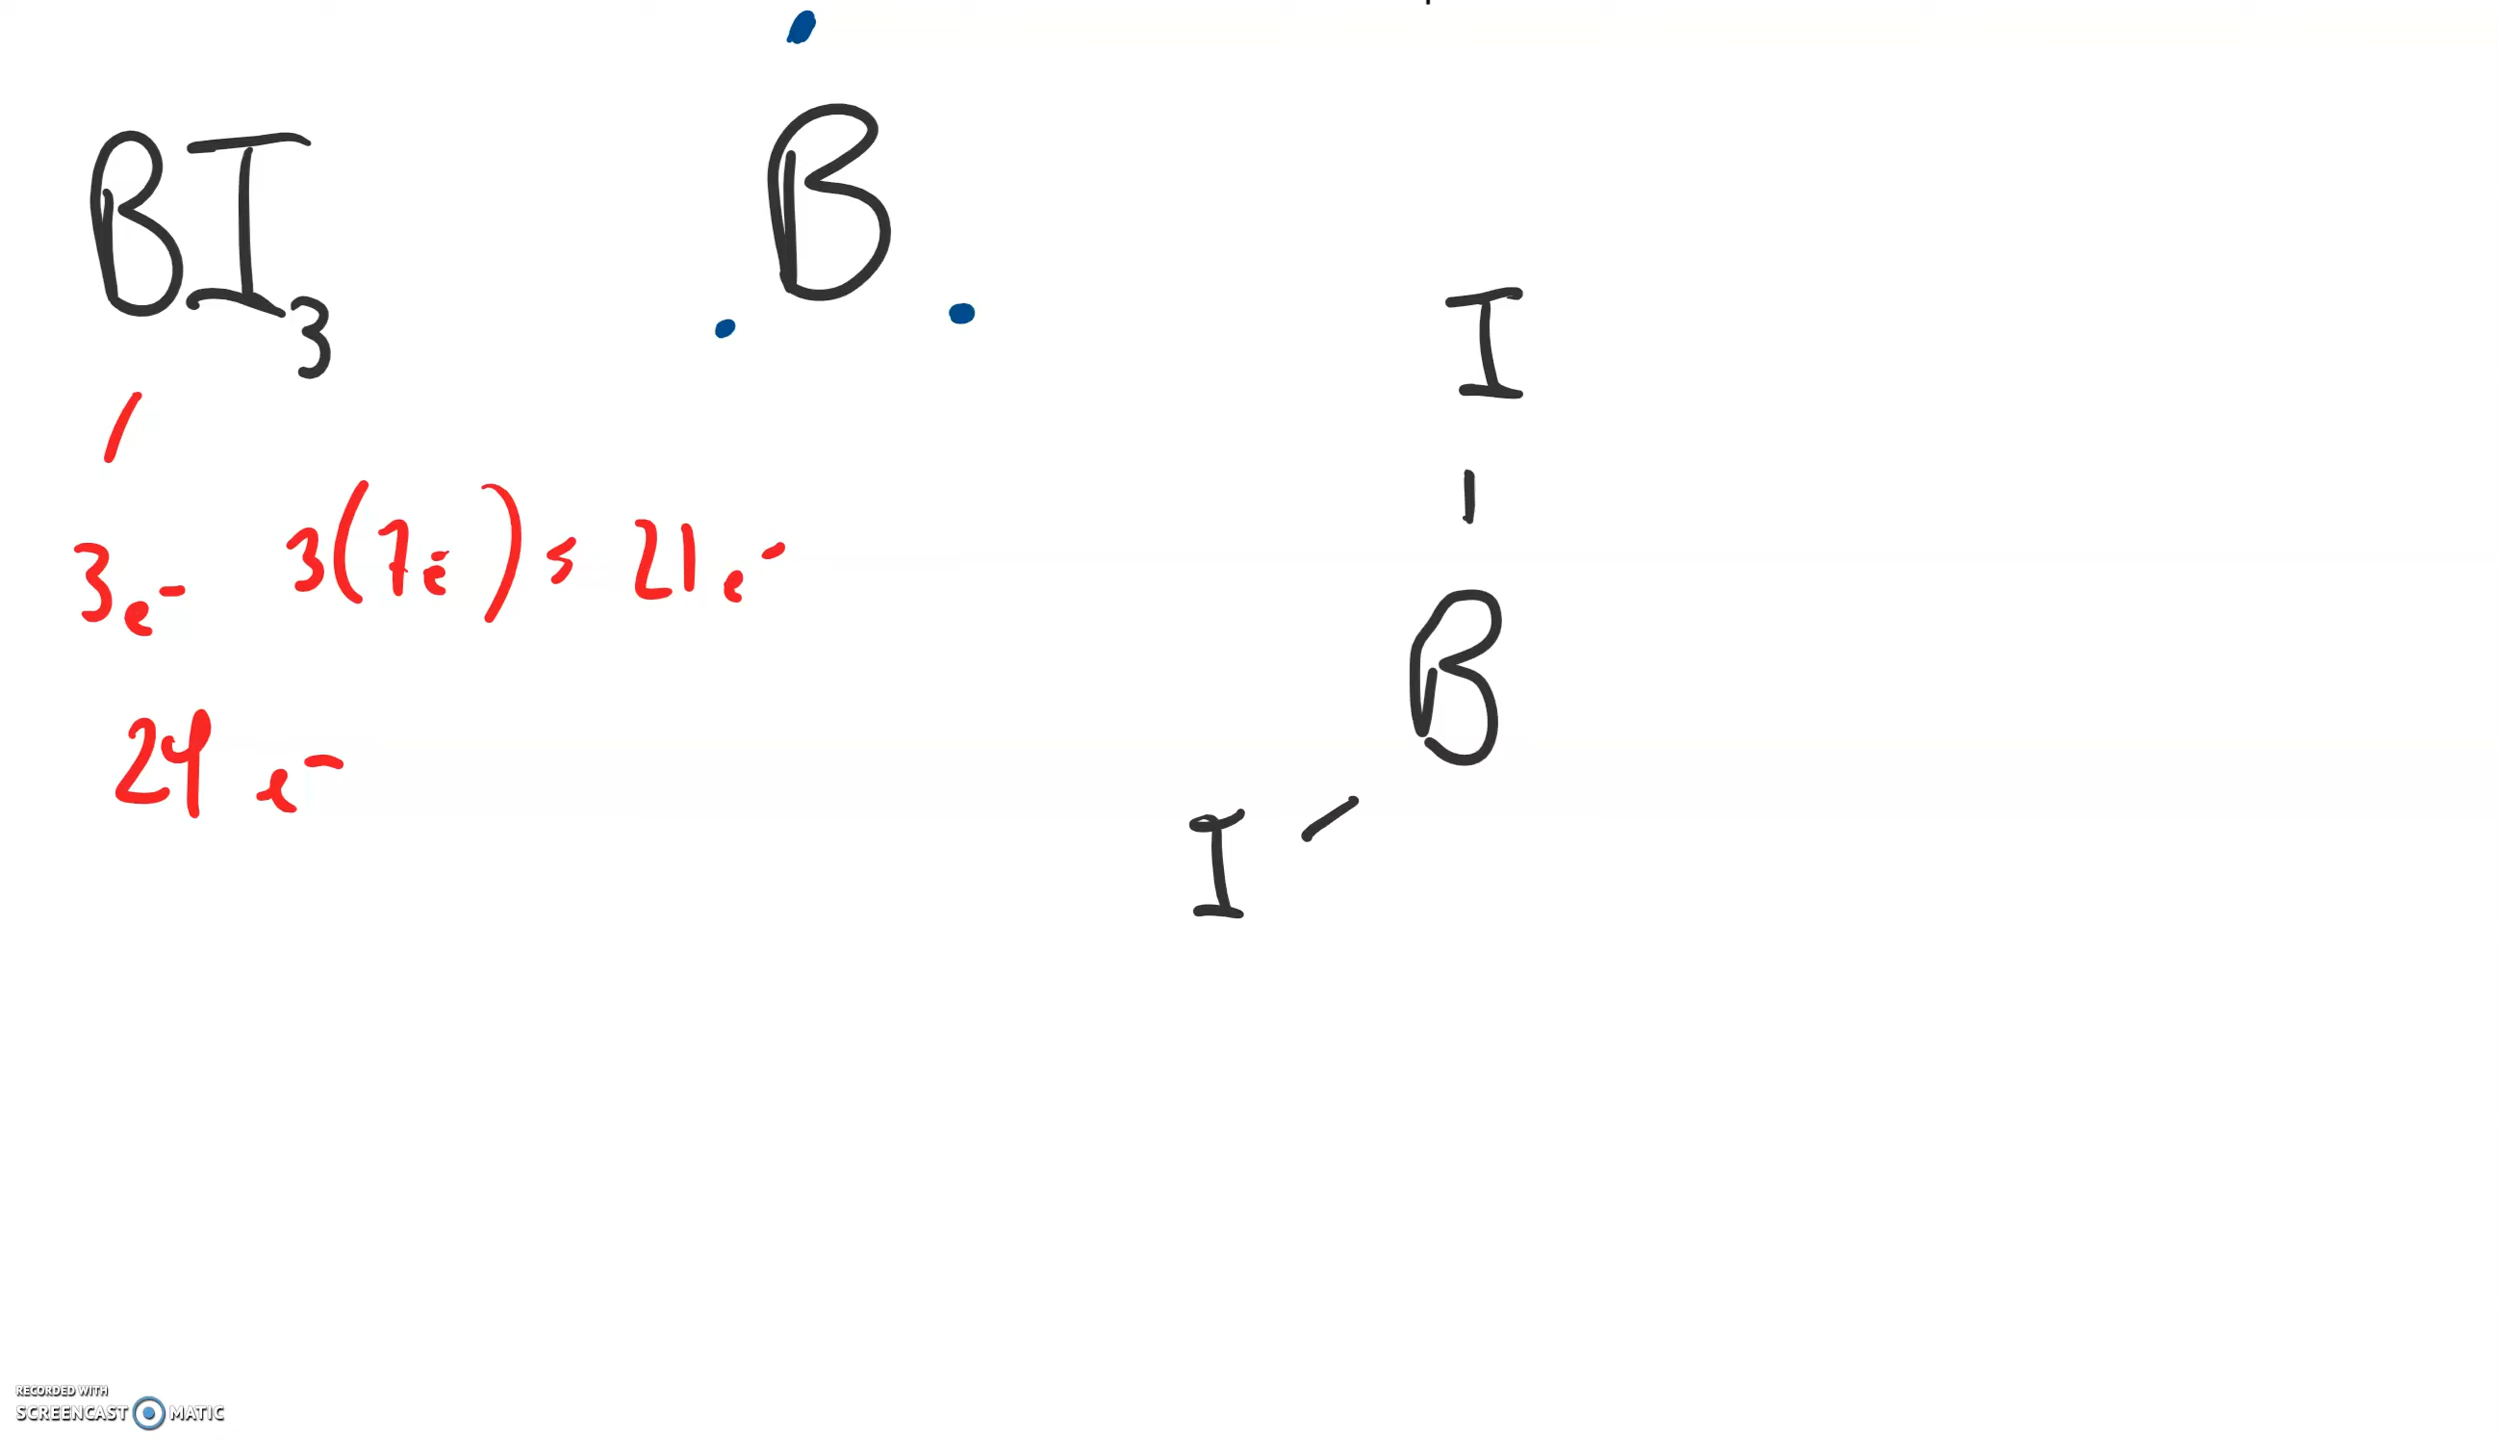 BI3
B
3e-
3(7e-) = 21e-
24 e-
I
B
I
RECORDED WITH
SCREENCAST MATIC